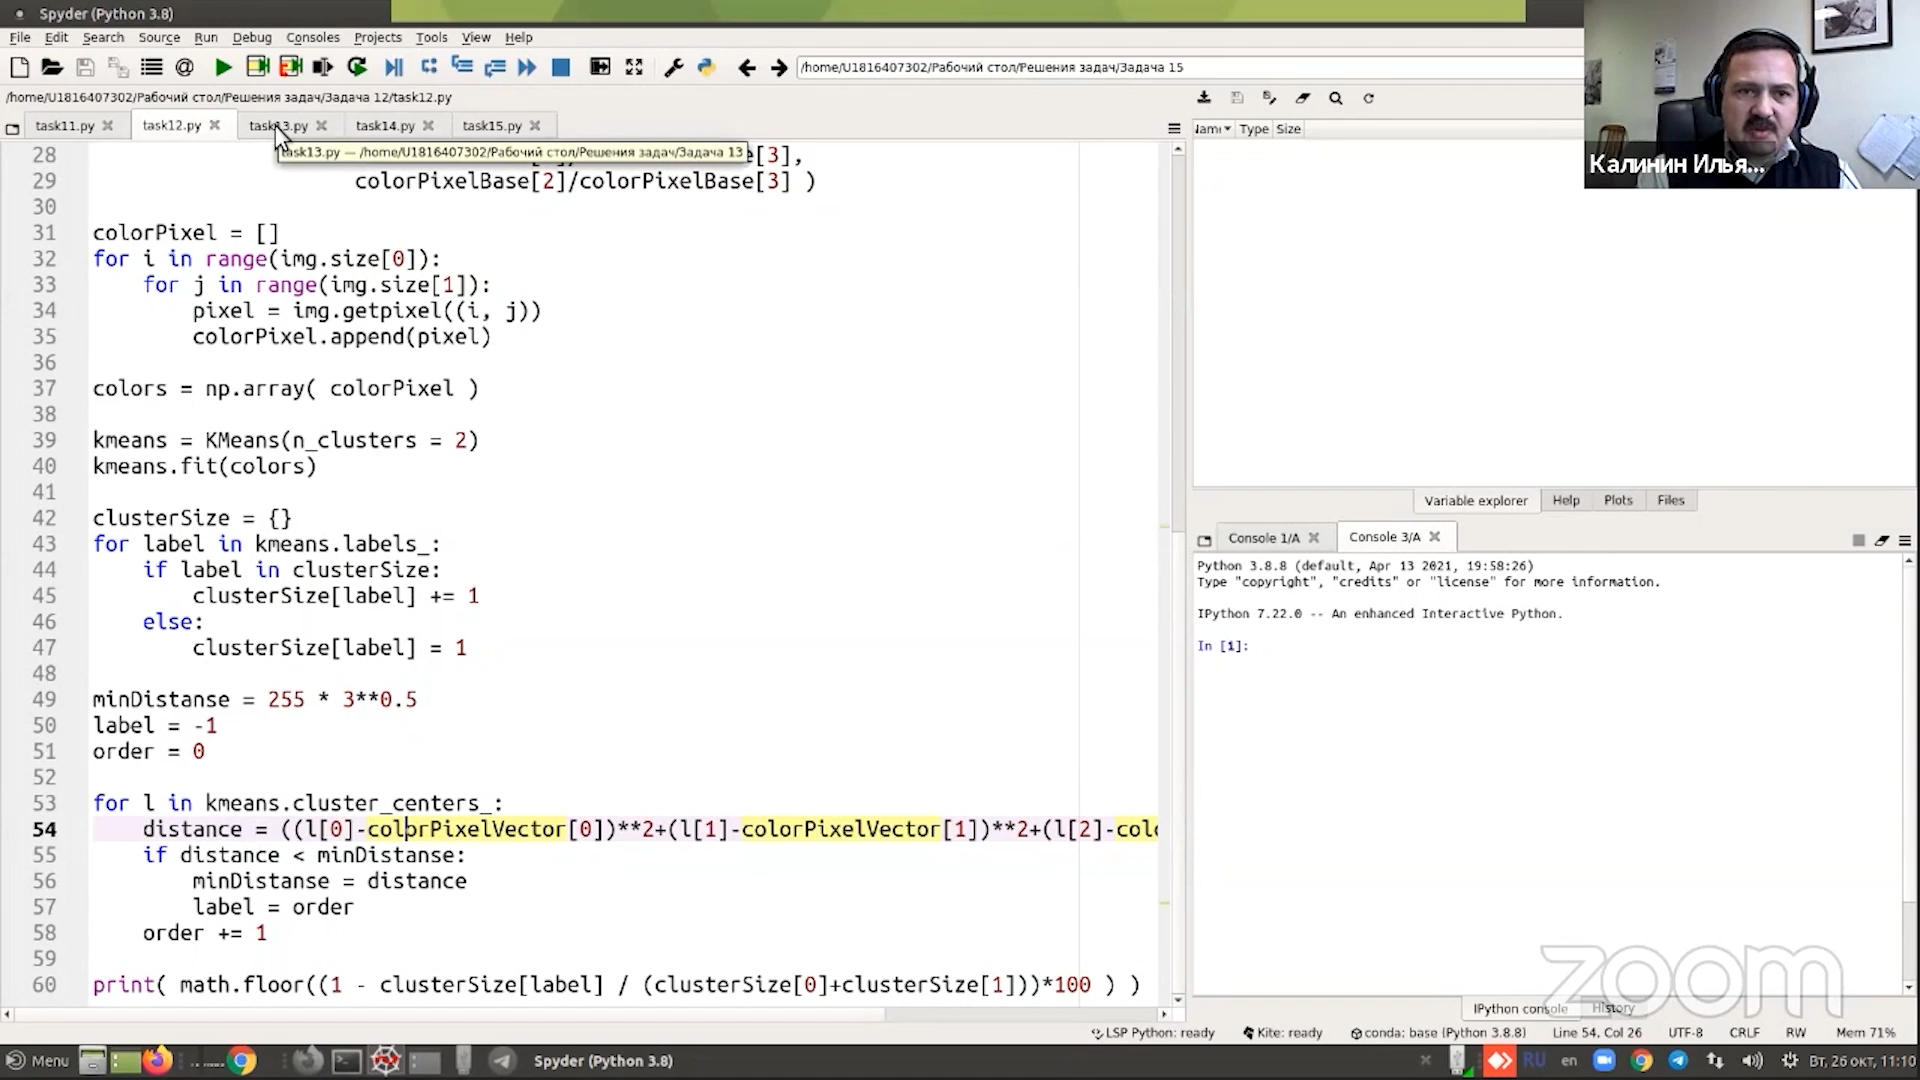 Spyder (Python 3.8)
File Edit Search Source Run Debug Consoles Projects Tools View Help
/home/U1816407302/Рабочий стол/Решения задач/Задача 15
/home/U1816407302/Рабочий стол/Решения задач/Задача 12/task12.py
task11.py task12.py task13.py task14.py task15.py
task13.py — /home/U1816407302/Рабочий стол/Решения задач/Задача 13
28 e[3],
29 colorPixelBase[2]/colorPixelBase[3] )
30
31 colorPixel = []
32 for i in range(img.size[0]):
33 for j in range(img.size[1]):
34 pixel = img.getpixel((i, j))
35 colorPixel.append(pixel)
36
37 colors = np.array( colorPixel )
38
39 kmeans = KMeans(n_clusters = 2)
40 kmeans.fit(colors)
41
42 clusterSize = {}
43 for label in kmeans.labels_:
44 if label in clusterSize:
45 clusterSize[label] += 1
46 else:
47 clusterSize[label] = 1
48
49 minDistanse = 255 * 3**0.5
50 label = -1
51 order = 0
52
53 for l in kmeans.cluster_centers_:
54 distance = ((l[0]-colorPixelVector[0])**2+(l[1]-colorPixelVector[1])**2+(l[2]-colo
55 if distance < minDistanse:
56 minDistanse = distance
57 label = order
58 order += 1
59
60 print( math.floor((1 - clusterSize[label] / (clusterSize[0]+clusterSize[1]))*100 ) )
Type Size
Калинин Илья...
Variable explorer Help Plots Files
Console 1/A Console 3/A
Python 3.8.8 (default, Apr 13 2021, 19:58:26)
Type "copyright", "credits" or "license" for more information.
IPython 7.22.0 -- An enhanced Interactive Python.
In [1]:
zoom
IPython console History
LSP Python: ready Kite: ready conda: base (Python 3.8.8) Line 54, Col 26 UTF-8 CRLF RW Mem 71%
Menu Spyder (Python 3.8) RU en Вт, 26 окт, 11:10